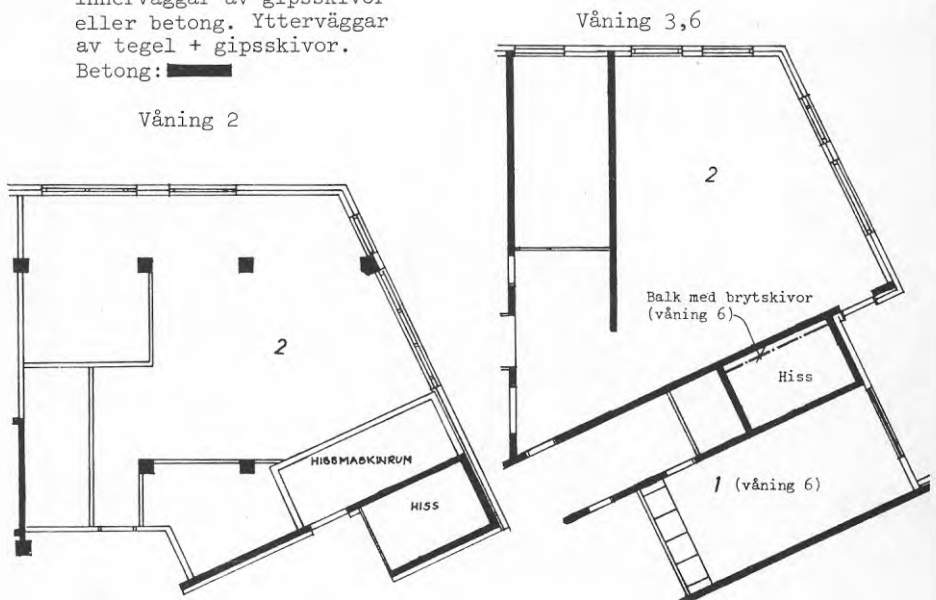 Innerväggar av gipsskivor
eller betong. Ytterväggar
av tegel + gipsskivor.
Betong:
Våning 2
2
HISSMASKINRUM
HISS
Våning 3,6
2
Balk med brytskivor
(våning 6)
Hiss
1 (våning 6)